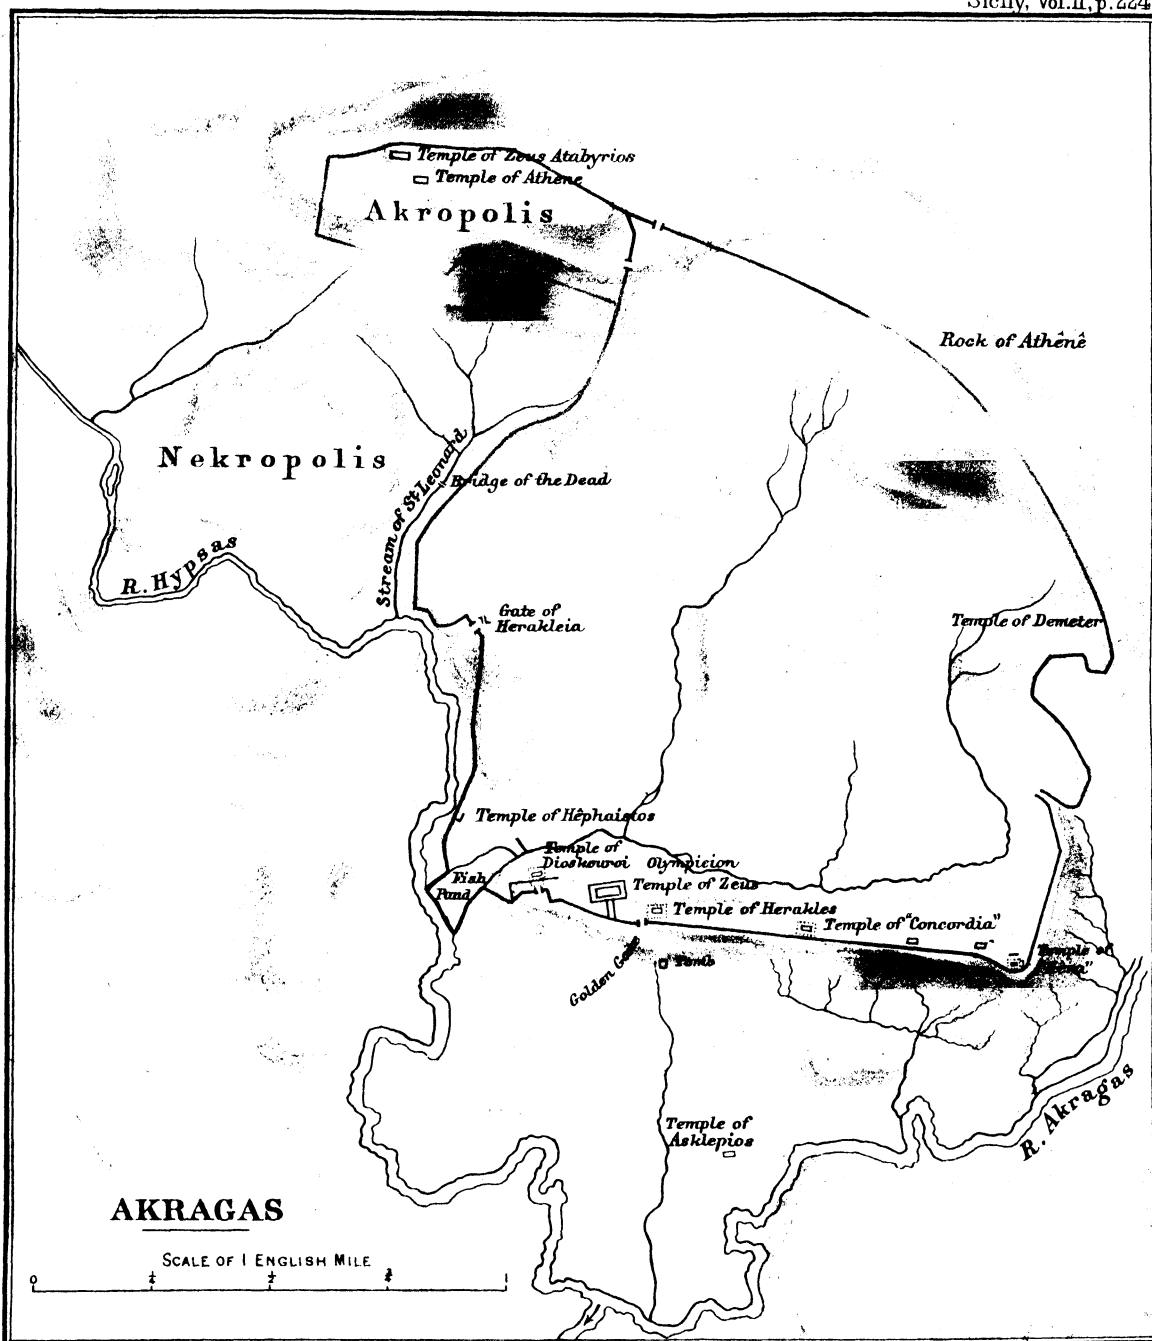 Sicily, Vol.II, p.224
Temple of Zeus Atabyrios
Temple of Athene
Akropolis
Rock of Athênê
Nekropolis
Stream of St Leonard
Bridge of the Dead
R. Hypsas
Gate of
Herakleia
Temple of Demeter
Temple of Hêphaistos
Temple of
Dioskouroi
Olympieion
Fish
Pond
Temple of Zeus
Temple of Herakles
Temple of "Concordia"
Temple of
Golden Gate
Tomb
R. Akragas
Temple of
Asklepios
AKRAGAS
SCALE OF 1 ENGLISH MILE
0 1/4 1/2 3/4 1